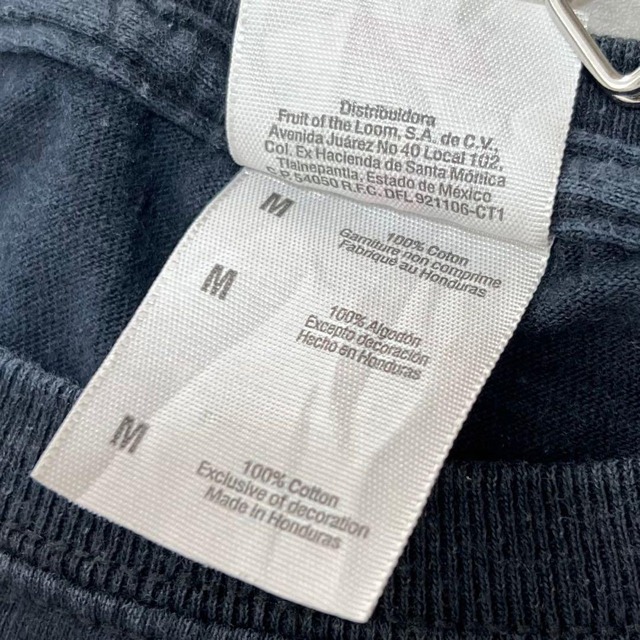 Distribuidora
Fruit of the Loom, S.A. de C.V.
Avenida Juárez No 40 Local 102.
Col. Ex Hacienda de Santa Mónica
Tlalnepantla, Estado de México
C.P. 54050 R.F.C. DFL 921106-CT1
M
100% Coton
Garniture non comprime
Fabrique au Honduras
M
100% Algodón
Excepto decoración
Hecho en Honduras
M
100% Cotton
Exclusive of decoration
Made in Honduras